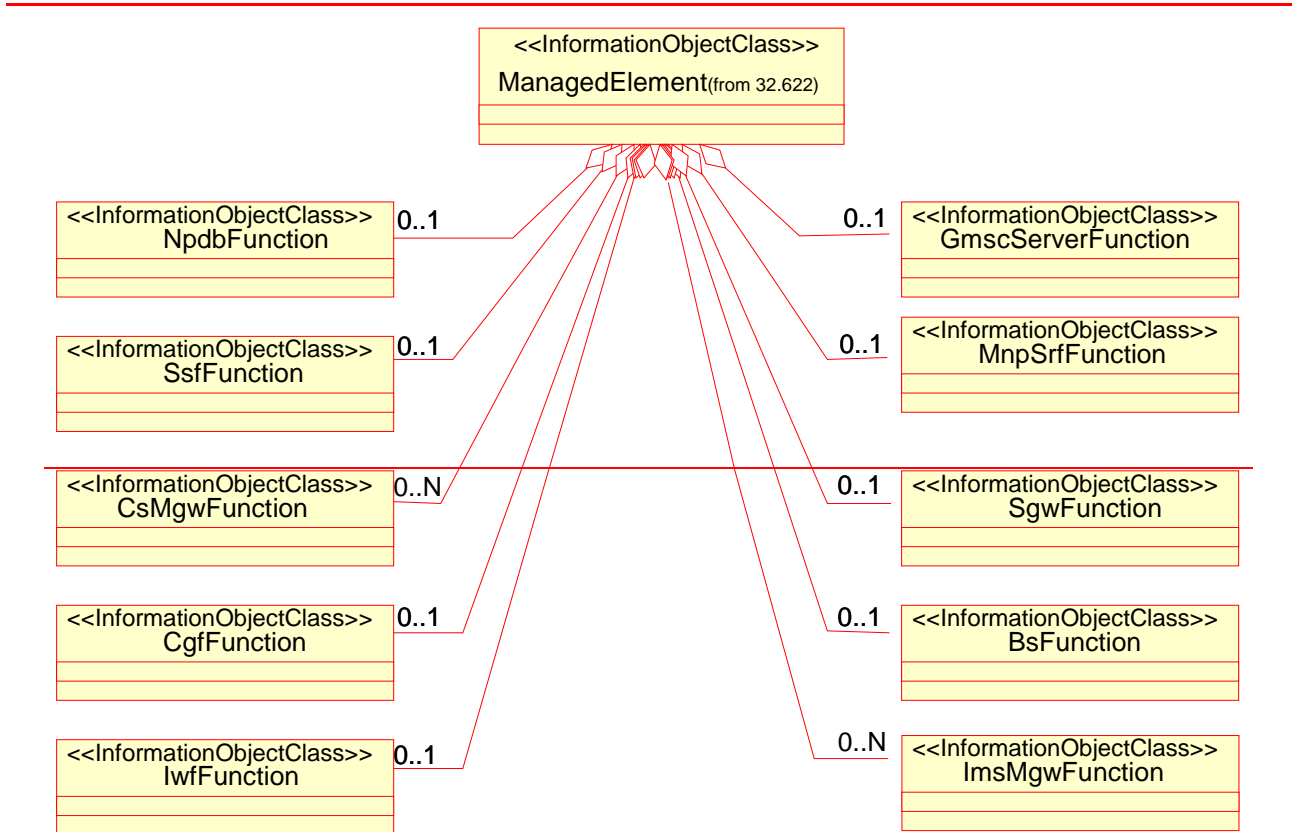 <<InformationObjectClass>>
ManagedElement(from 32.622)
<<InformationObjectClass>>
NpdbFunction
0..1
0..1
<<InformationObjectClass>>
GmscServerFunction
<<InformationObjectClass>>
SsfFunction
0..1
0..1
<<InformationObjectClass>>
MnpSrfFunction
<<InformationObjectClass>>
CsMgwFunction
0..N
0..1
<<InformationObjectClass>>
SgwFunction
<<InformationObjectClass>>
CgfFunction
0..1
0..1
<<InformationObjectClass>>
BsFunction
<<InformationObjectClass>>
IwfFunction
0..1
0..N
<<InformationObjectClass>>
ImsMgwFunction